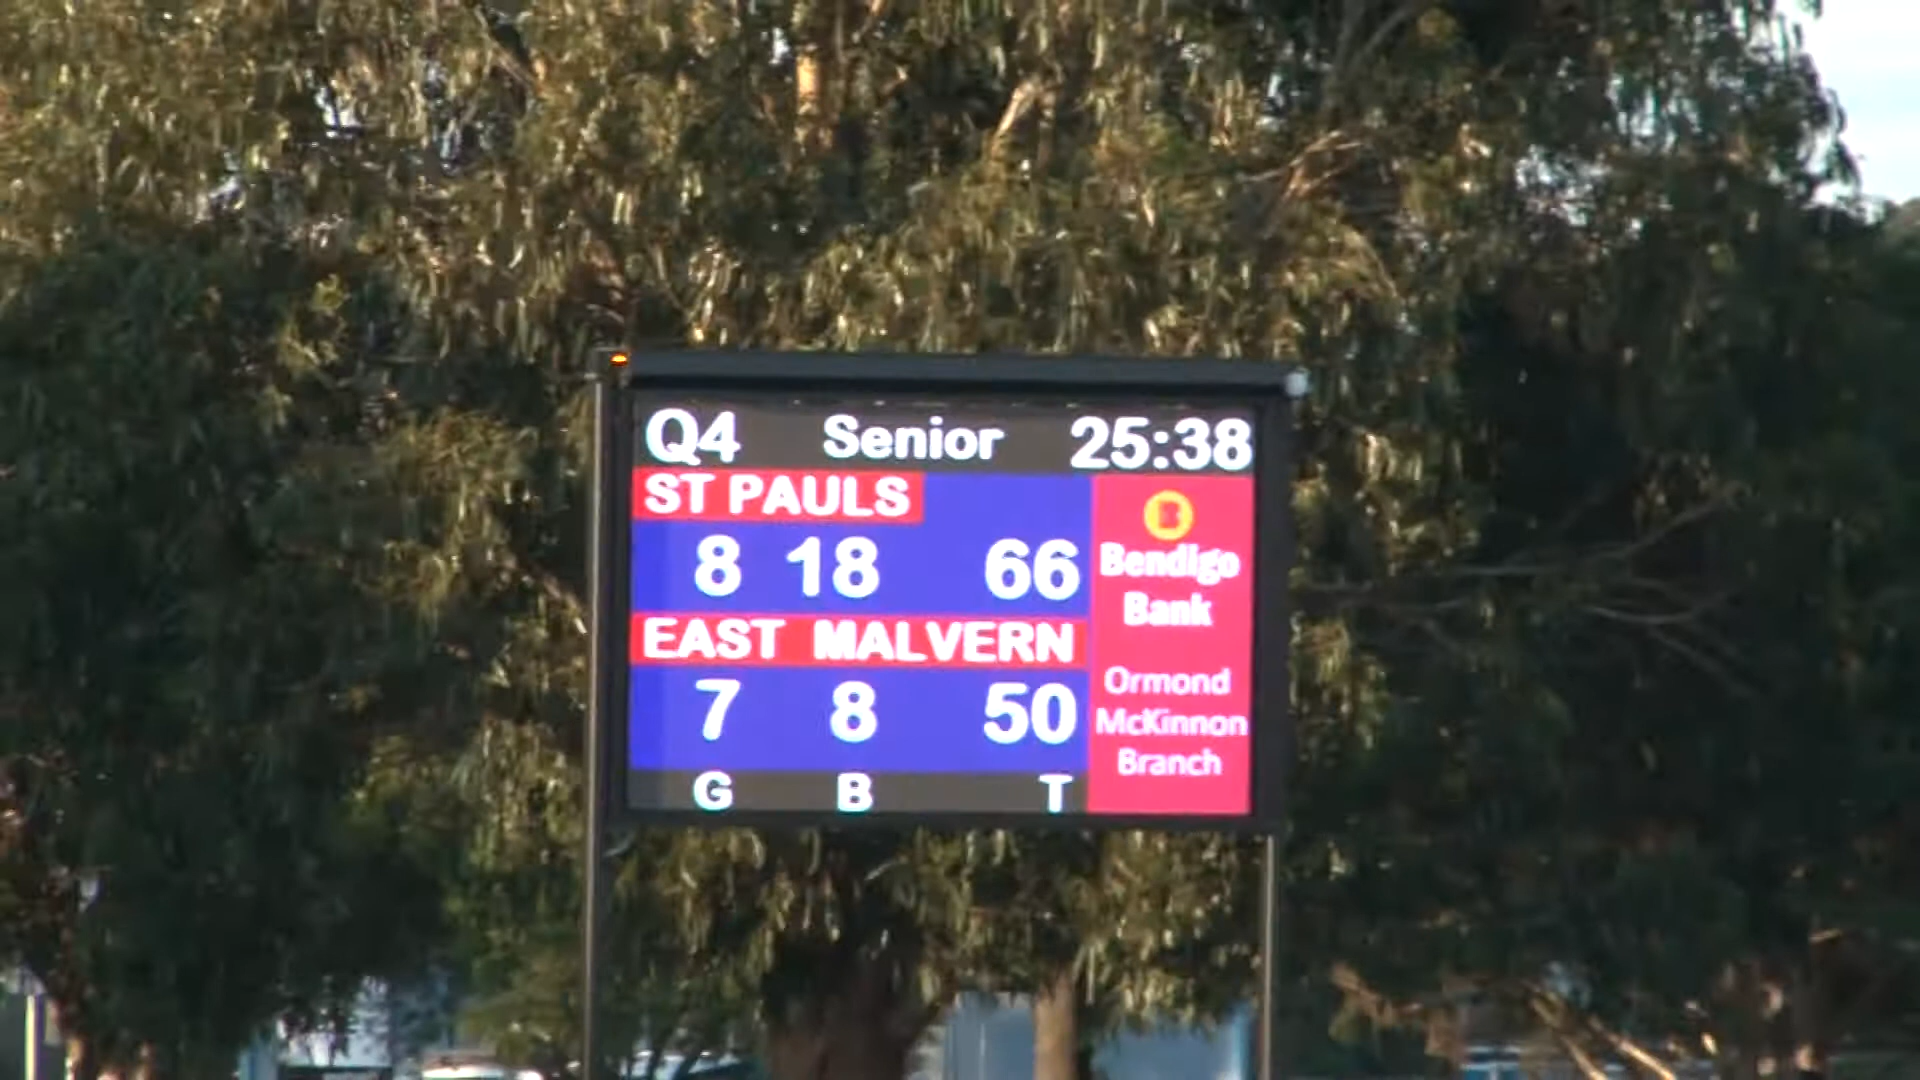 Q4 Senior 25:38
ST PAULS
8 18 66
EAST MALVERN
7 8 50
G B T
B
Bendigo
Bank
Ormond
McKinnon
Branch